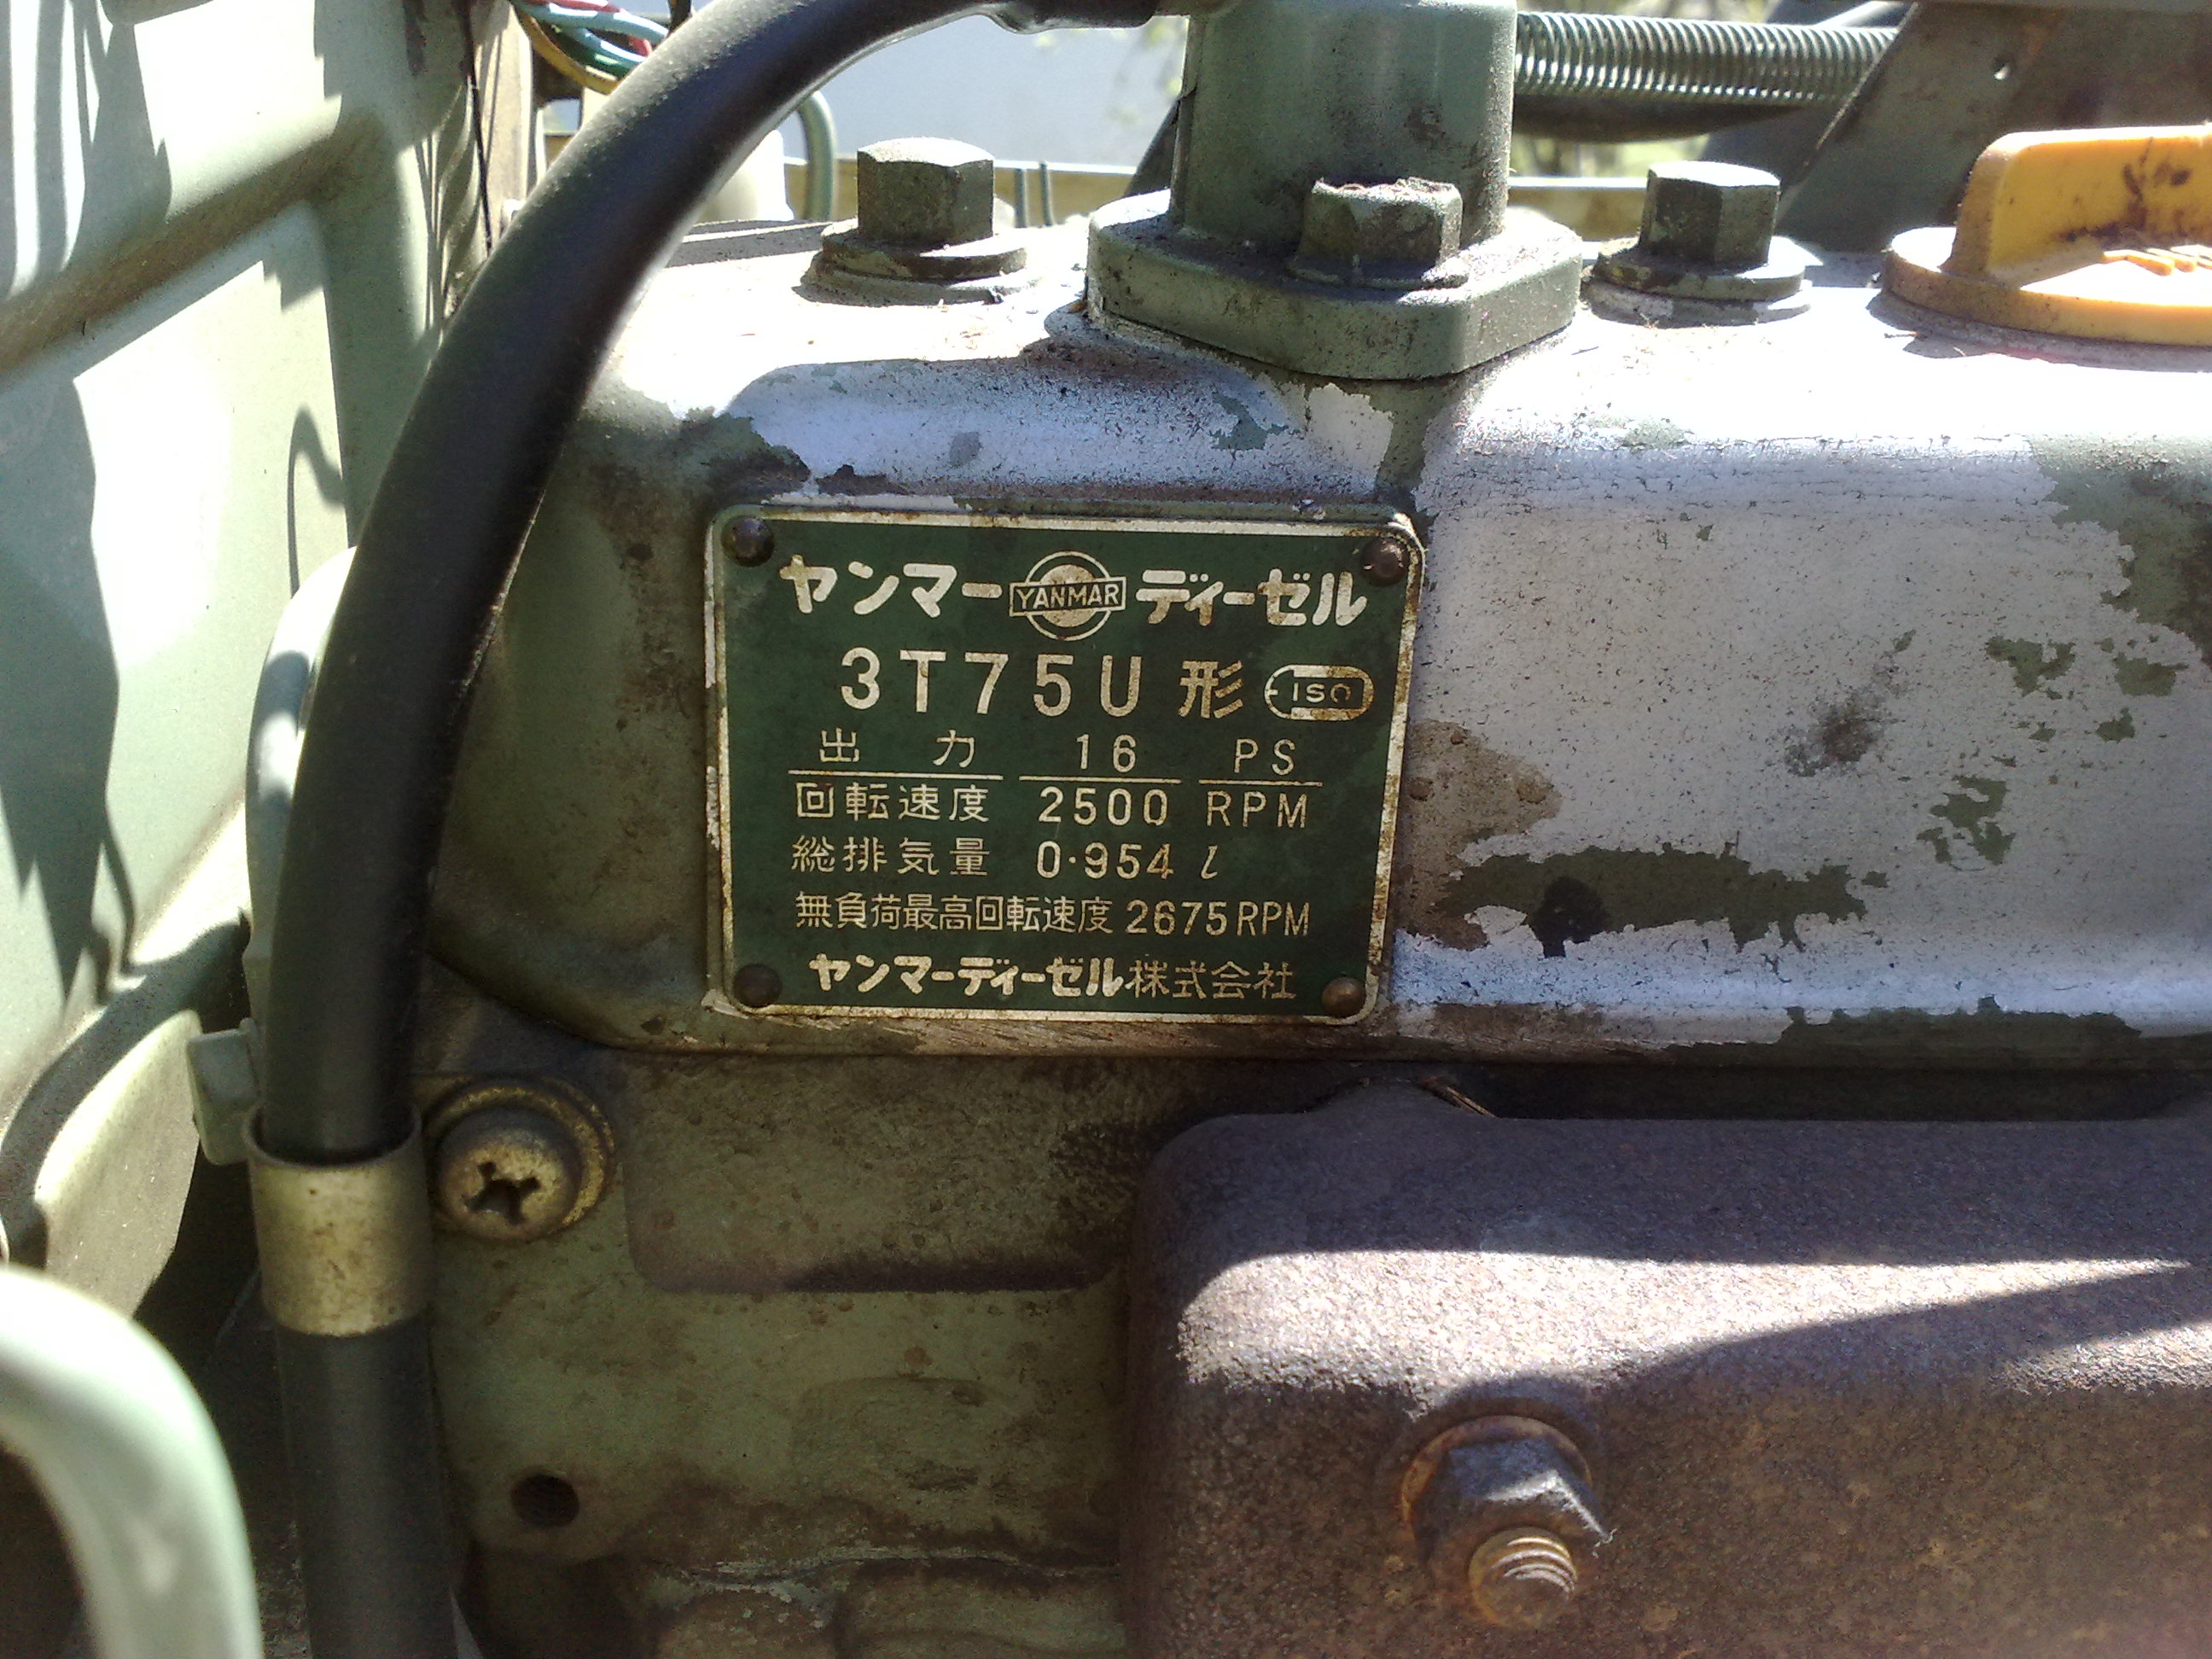 ヤンマー YANMAR ディーゼル
3T75U 形 ISO
出力 16 PS
回転速度 2500 RPM
総排気量 0.954 l
無負荷最高回転速度 2675RPM
ヤンマーディーゼル株式会社